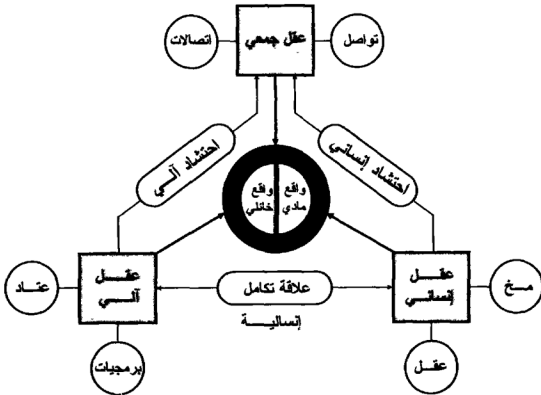 تواصل
عقل جمعي
اتصالات
احتشاد إنساني
احتشاد آلي
واقع
مادي
واقع
خائلي
مخ
عقل
إنساني
علاقة تكامل
إنسالية
عقل
آلي
عتاد
عقل
برمجيات